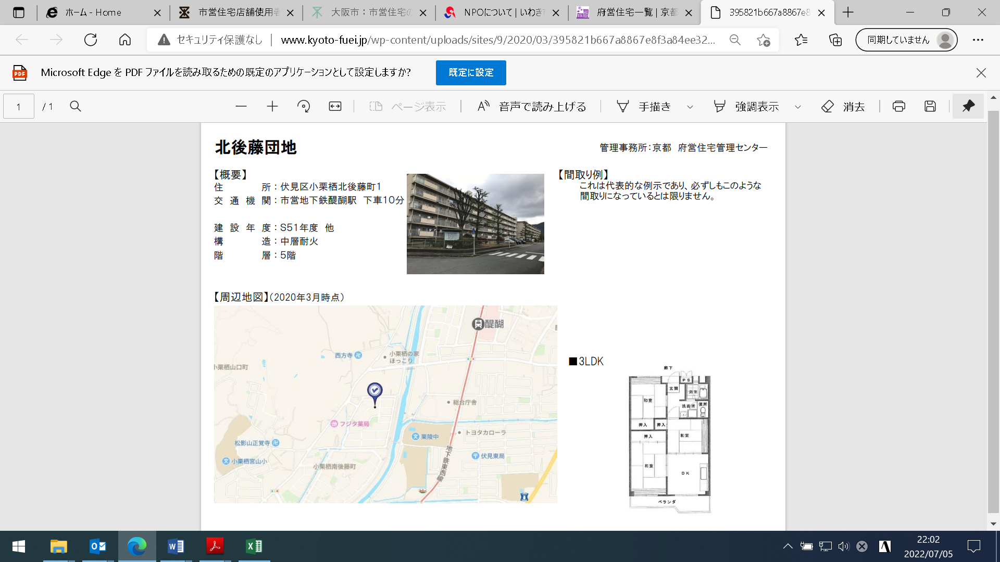 ホーム - Home
市営住宅店舗使用者
大阪市：市営住宅の
NPOについて | いわき市
府営住宅一覧 | 京都
395821b667a8867e8
セキュリティ保護なし
www.kyoto-fuei.jp/wp-content/uploads/sites/9/2020/03/395821b667a8867e8f3a84ee32...
同期していません
PDF
Microsoft Edge を PDF ファイルを読み取るための既定のアプリケーションとして設定しますか?
既定に設定
1 / 1
ページ表示
音声で読み上げる
手描き
強調表示
消去
北後藤団地
管理事務所：京都 府営住宅管理センター
【概要】
住所：伏見区小栗栖北後藤町1
交通機関：市営地下鉄醍醐駅 下車10分
建設年度：S51年度 他
構造：中層耐火
階層：5階
【間取り例】
これは代表的な例示であり、必ずしもこのような
間取りになっているとは限りません。
【周辺地図】（2020年3月時点）
醍醐
西方寺
小栗栖の家
ほっこり
小栗栖山口町
総合庁舎
フジタ薬局
トヨタカローラ
栗陵中
松影山正覚寺
小栗栖宮山小
伏見東局
小栗栖南後藤町
地下鉄東西線
■3LDK
廊下
PS
玄関
浴室
和室
洗面所
便所
押入
押入
押入
和室
和室
DK
ベランダ
22:02
2022/07/05